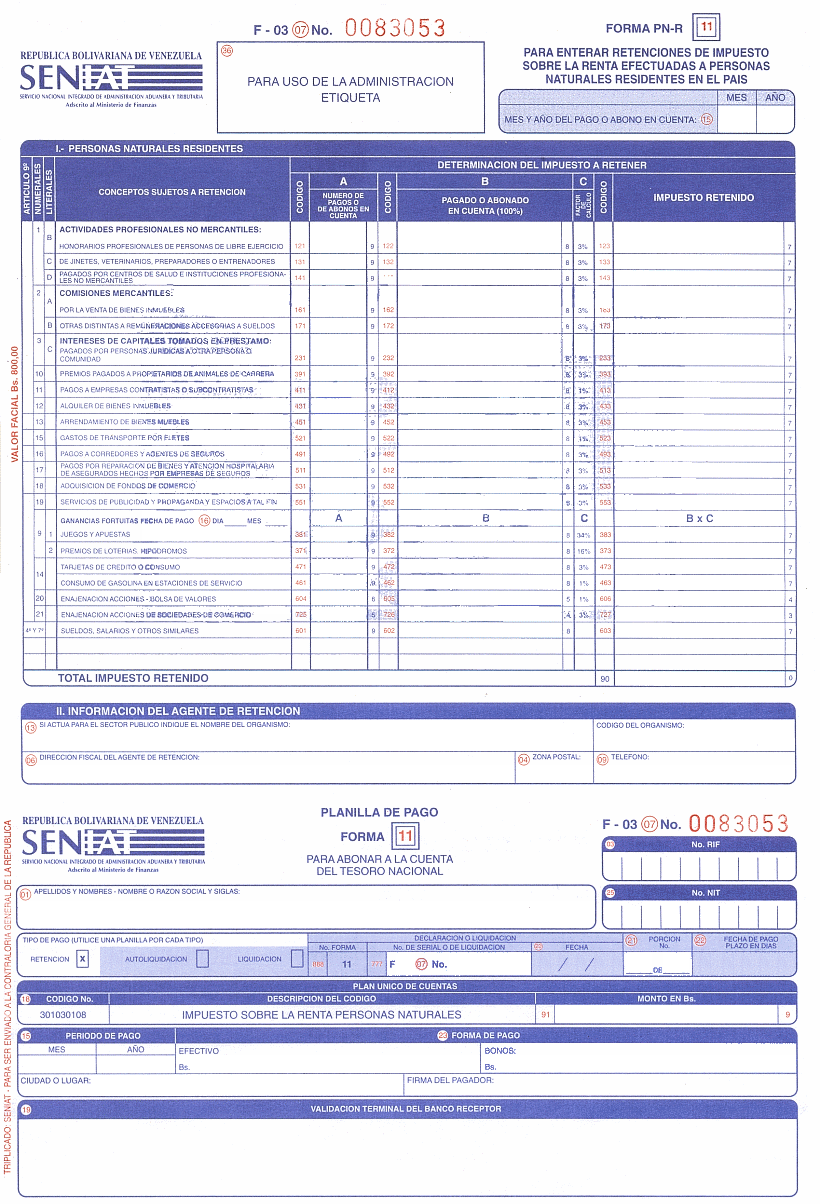 F - 03 07 No. 0083053
FORMA PN-R 11
REPUBLICA BOLIVARIANA DE VENEZUELA
SENIAT
SERVICIO NACIONAL INTEGRADO DE ADMINISTRACION ADUANERA Y TRIBUTARIA
Adscrito al Ministerio de Finanzas
36
PARA USO DE LA ADMINISTRACION
ETIQUETA
PARA ENTERAR RETENCIONES DE IMPUESTO
SOBRE LA RENTA EFECTUADAS A PERSONAS
NATURALES RESIDENTES EN EL PAIS
MES AÑO
MES Y AÑO DEL PAGO O ABONO EN CUENTA: 15
I.- PERSONAS NATURALES RESIDENTES
ARTICULO 9º
NUMERALES
LITERALES
CONCEPTOS SUJETOS A RETENCION
DETERMINACION DEL IMPUESTO A RETENER
CODIGO
A
NUMERO DE
PAGOS O
DE ABONOS EN
CUENTA
CODIGO
B
PAGADO O ABONADO
EN CUENTA (100%)
C
FACTOR DE CALCULO
CODIGO
IMPUESTO RETENIDO
1 ACTIVIDADES PROFESIONALES NO MERCANTILES:
B HONORARIOS PROFESIONALES DE PERSONAS DE LIBRE EJERCICIO 121 9 122 8 3% 123 7
C DE JINETES, VETERINARIOS, PREPARADORES O ENTRENADORES 131 9 132 8 3% 133 7
D PAGADOS POR CENTROS DE SALUD E INSTITUCIONES PROFESIONA-
LES NO MERCANTILES 141 9 8 3% 143 7
2 COMISIONES MERCANTILES:
A POR LA VENTA DE BIENES INMUEBLES 161 9 162 8 3% 163 7
B OTRAS DISTINTAS A REMUNERACIONES ACCESORIAS A SUELDOS 171 9 172 8 3% 173 7
3 INTERESES DE CAPITALES TOMADOS EN PRESTAMO:
C PAGADOS POR PERSONAS JURIDICAS A OTRA PERSONA O
COMUNIDAD 231 9 232 8 3% 233 7
10 PREMIOS PAGADOS A PROPIETARIOS DE ANIMALES DE CARRERA 391 9 392 8 3% 393 7
11 PAGOS A EMPRESAS CONTRATISTAS O SUBCONTRATISTAS 411 9 412 8 1% 413 7
12 ALQUILER DE BIENES INMUEBLES 431 9 432 8 3% 433 7
13 ARRENDAMIENTO DE BIENES MUEBLES 451 9 452 8 3% 453 7
15 GASTOS DE TRANSPORTE POR FLETES 521 9 522 8 1% 523 7
16 PAGOS A CORREDORES Y AGENTES DE SEGUROS 491 9 492 8 3% 493 7
17 PAGOS POR REPARACION DE BIENES Y ATENCION HOSPITALARIA
DE ASEGURADOS HECHOS POR EMPRESAS DE SEGUROS 511 9 512 8 3% 513 7
18 ADQUISICION DE FONDOS DE COMERCIO 531 9 532 8 3% 533 7
19 SERVICIOS DE PUBLICIDAD Y PROPAGANDA Y ESPACIOS A TAL FIN 551 9 552 8 3% 553 7
GANANCIAS FORTUITAS FECHA DE PAGO 16 DIA MES A B C B x C
9 1 JUEGOS Y APUESTAS 381 9 382 8 34% 383 7
2 PREMIOS DE LOTERIAS HIPODROMOS 371 9 372 8 16% 373 7
14 TARJETAS DE CREDITO O CONSUMO 471 9 472 8 3% 473 7
CONSUMO DE GASOLINA EN ESTACIONES DE SERVICIO 461 9 462 8 1% 463 7
20 ENAJENACION ACCIONES - BOLSA DE VALORES 604 6 605 5 1% 606 4
21 ENAJENACION ACCIONES DE SOCIEDADES DE COMERCIO 725 5 726 4 3% 727 3
4º Y 7º SUELDOS, SALARIOS Y OTROS SIMILARES 601 9 602 8 603 7
TOTAL IMPUESTO RETENIDO 90 0
VALOR FACIAL Bs. 800,00
II. INFORMACION DEL AGENTE DE RETENCION
13 SI ACTUA PARA EL SECTOR PUBLICO INDIQUE EL NOMBRE DEL ORGANISMO: CODIGO DEL ORGANISMO:
06 DIRECCION FISCAL DEL AGENTE DE RETENCION: 04 ZONA POSTAL: 09 TELEFONO:
REPUBLICA BOLIVARIANA DE VENEZUELA
SENIAT
SERVICIO NACIONAL INTEGRADO DE ADMINISTRACION ADUANERA Y TRIBUTARIA
Adscrito al Ministerio de Finanzas
PLANILLA DE PAGO
FORMA 11
PARA ABONAR A LA CUENTA
DEL TESORO NACIONAL
F - 03 07 No. 0083053
No. RIF
No. NIT
01 APELLIDOS Y NOMBRES - NOMBRE O RAZON SOCIAL Y SIGLAS:
TIPO DE PAGO (UTILICE UNA PLANILLA POR CADA TIPO)
RETENCION X AUTOLIQUIDACION LIQUIDACION
DECLARACION O LIQUIDACION
No. FORMA No. DE SERIAL O DE LIQUIDACION FECHA
11 F 07 No. / /
21 PORCION
No.
DE
22 FECHA DE PAGO
PLAZO EN DIAS
PLAN UNICO DE CUENTAS
18 CODIGO No. DESCRIPCION DEL CODIGO MONTO EN Bs.
301030108 IMPUESTO SOBRE LA RENTA PERSONAS NATURALES 91 9
15 PERIODO DE PAGO 23 FORMA DE PAGO
MES AÑO EFECTIVO BONOS:
Bs. Bs.
CIUDAD O LUGAR: FIRMA DEL PAGADOR:
19 VALIDACION TERMINAL DEL BANCO RECEPTOR
TRIPLICADO: SENIAT - PARA SER ENVIADO A LA CONTRALORIA GENERAL DE LA REPUBLICA